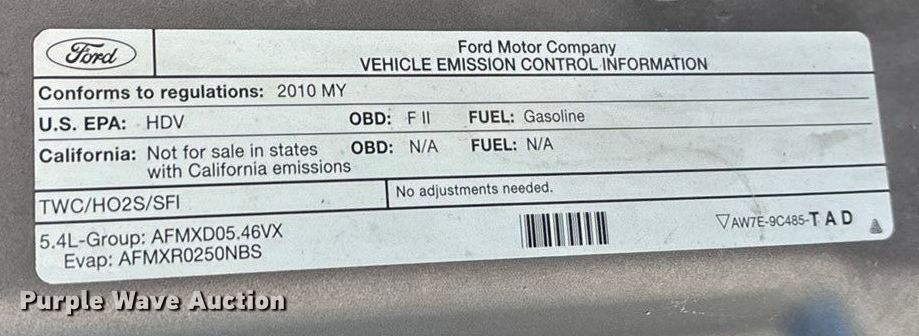 Ford
Ford Motor Company
VEHICLE EMISSION CONTROL INFORMATION
Conforms to regulations: 2010 MY
U.S. EPA: HDV OBD: F II FUEL: Gasoline
California: Not for sale in states OBD: N/A FUEL: N/A
with California emissions
TWC/HO2S/SFI No adjustments needed.
5.4L-Group: AFMXD05.46VX
Evap: AFMXR0250NBS
AW7E-9C485-TAD
Purple Wave Auction